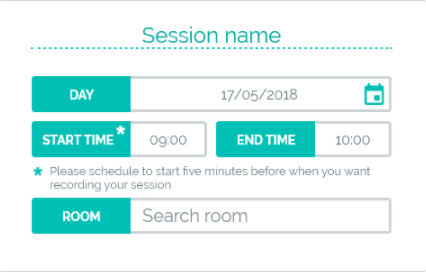 Session name
DAY 17/05/2018
START TIME * 09:00 END TIME 10:00
* Please schedule to start five minutes before when you want
recording your session
ROOM Search room